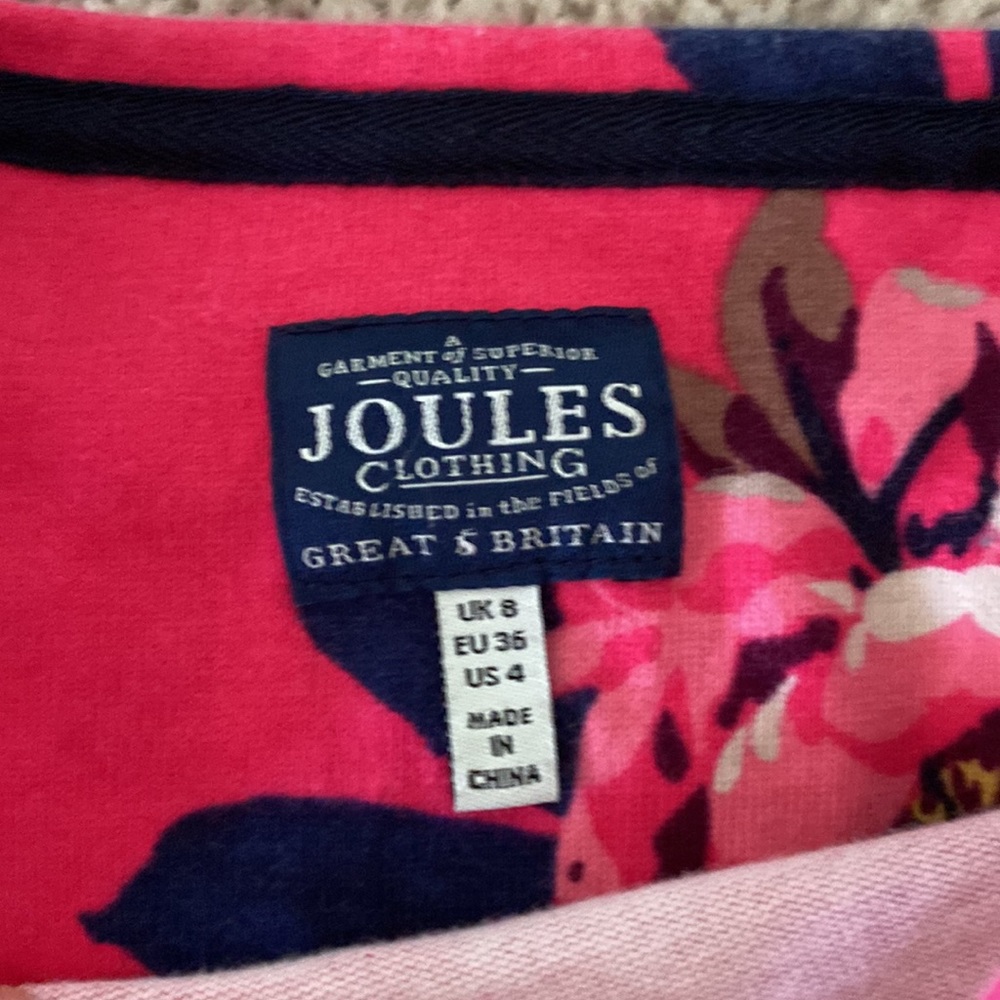 A
GARMENT of SUPERIOR
QUALITY
JOULES
CLOTHING
ESTABLISHED in the FIELDS of
GREAT & BRITAIN
UK 8
EU 36
US 4
MADE
IN
CHINA